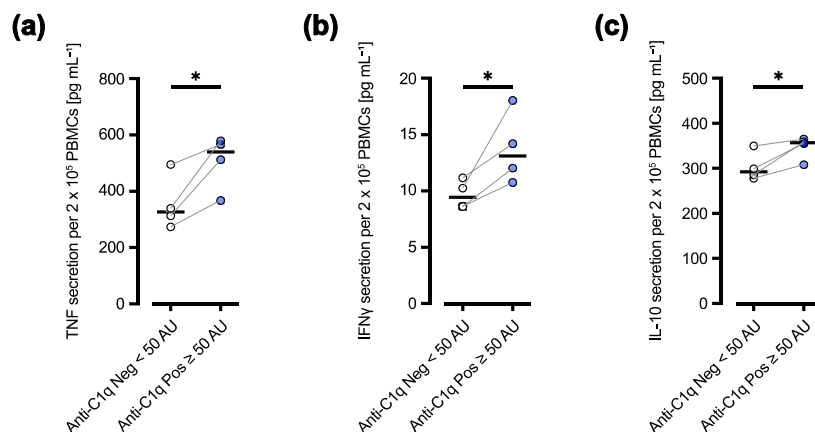 (a)
TNF secretion per 2 x 10⁵ PBMCs [pg mL⁻¹]
800
600
400
200
0
*
Anti-C1q Neg < 50 AU
Anti-C1q Pos ≥ 50 AU
(b)
IFNγ secretion per 2 x 10⁵ PBMCs [pg mL⁻¹]
20
15
10
5
0
*
Anti-C1q Neg < 50 AU
Anti-C1q Pos ≥ 50 AU
(c)
IL-10 secretion per 2 x 10⁵ PBMCs [pg mL⁻¹]
500
400
300
200
100
0
*
Anti-C1q Neg < 50 AU
Anti-C1q Pos ≥ 50 AU